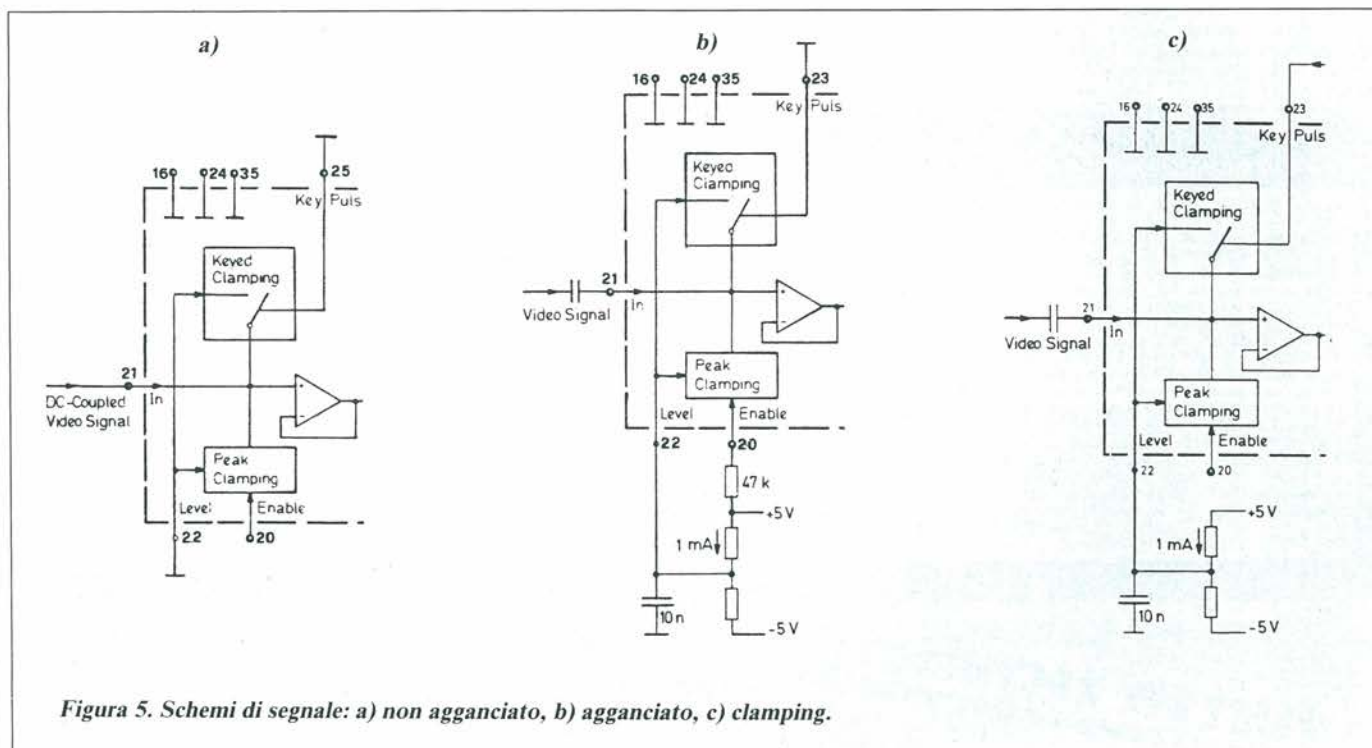 a)
16 24 35 25
Key Puls
Keyed
Clamping
21
In
DC-Coupled
Video Signal
Peak
Clamping
Level Enable
22 20
b)
16 24 35 23
Key Puls
Keyed
Clamping
21
Video Signal In
Peak
Clamping
Level Enable
22 20
47 k
+5 V
1 mA
10 n
-5 V
c)
16 24 35 23
Key Puls
Keyed
Clamping
21
Video Signal In
Peak
Clamping
Level Enable
22 20
+5 V
1 mA
10 n
-5 V
Figura 5. Schemi di segnale: a) non agganciato, b) agganciato, c) clamping.